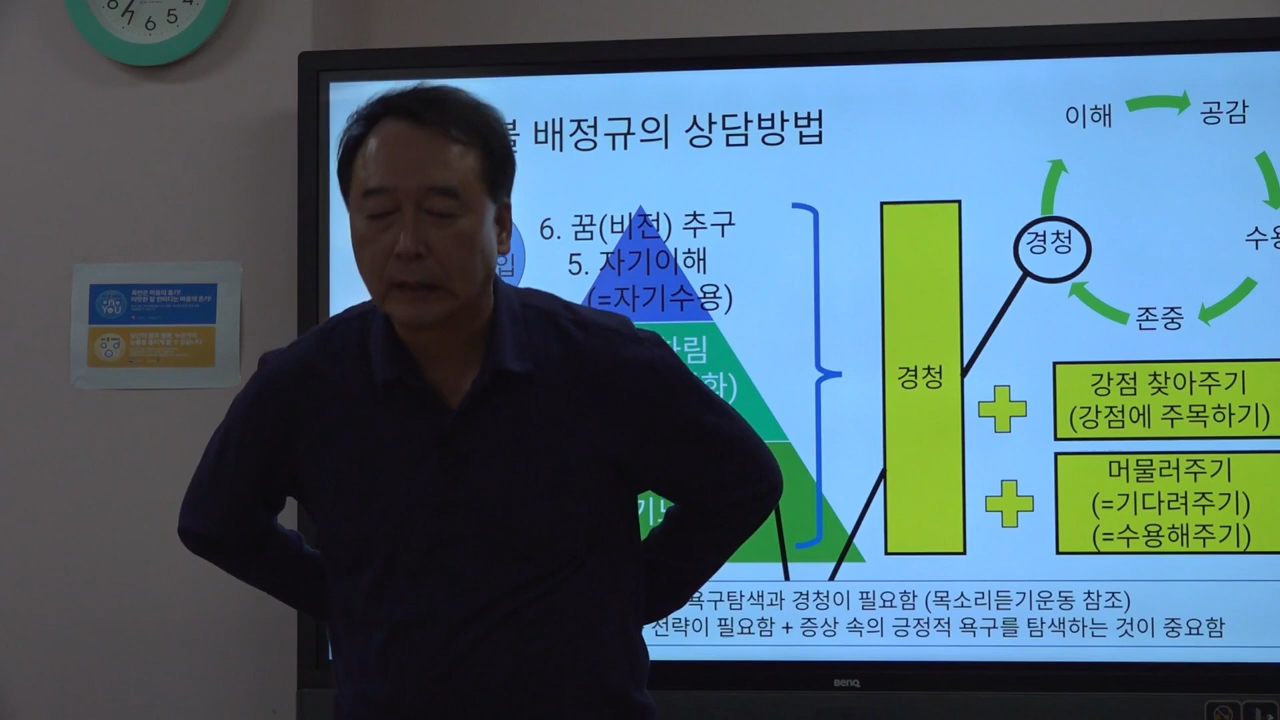 배정규의 상담방법
6. 꿈(비전) 추구
5. 자기이해
(=자기수용)
경청
경청
이해
공감
존중
강점 찾아주기
(강점에 주목하기)
머물러주기
(=기다려주기)
(=수용해주기)
욕구탐색과 경청이 필요함 (목소리듣기운동 참조)
전략이 필요함 + 증상 속의 긍정적 욕구를 탐색하는 것이 중요함
BenQ
7 6 5
YOU